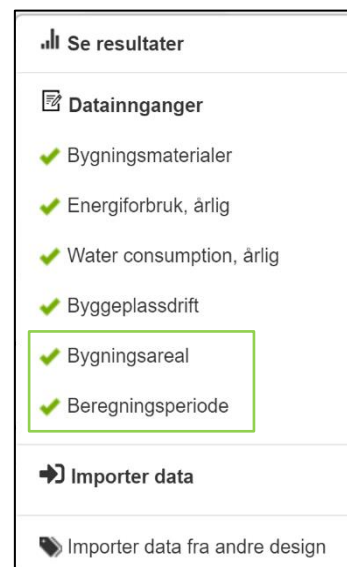 Se resultater
Datainnganger
Bygningsmaterialer
Energiforbruk, årlig
Water consumption, årlig
Byggeplassdrift
Bygningsareal
Beregningsperiode
Importer data
Importer data fra andre design